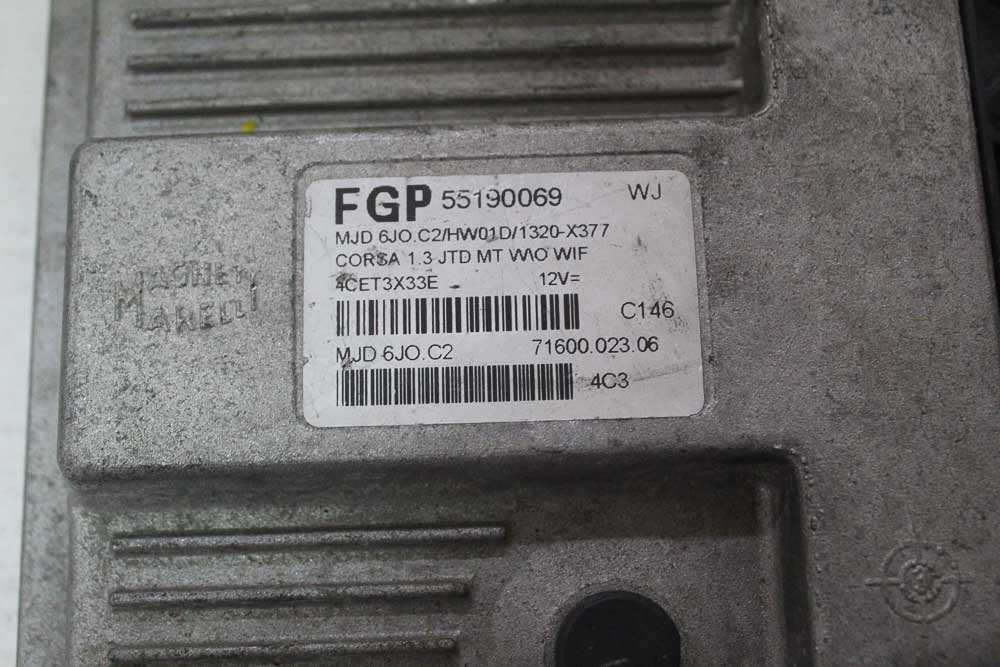 FGP 55190069 WJ
MJD 6JO.C2/HW01D/1320-X377
CORSA 1.3 JTD MT W\O WIF
4CET3X33E 12V=
C146
MJD 6JO.C2 71600.023.06
4C3
MAGNETI
MARELLI